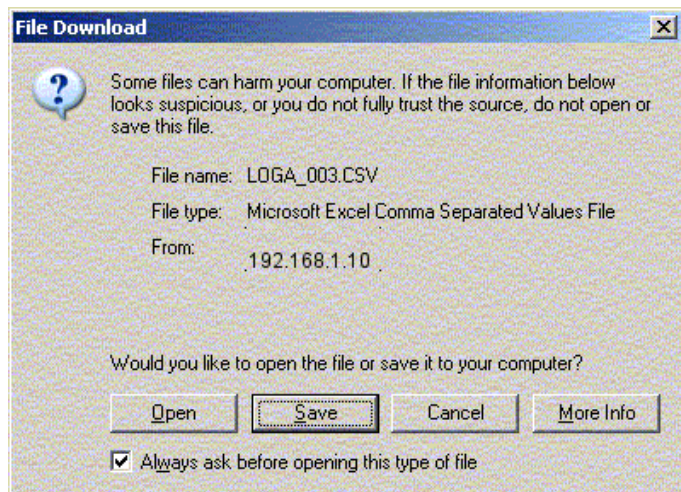 File Download
Some files can harm your computer. If the file information below
looks suspicious, or you do not fully trust the source, do not open or
save this file.
File name: LOGA_003.CSV
File type: Microsoft Excel Comma Separated Values File
From: 192.168.1.10
Would you like to open the file or save it to your computer?
Open Save Cancel More Info
Always ask before opening this type of file